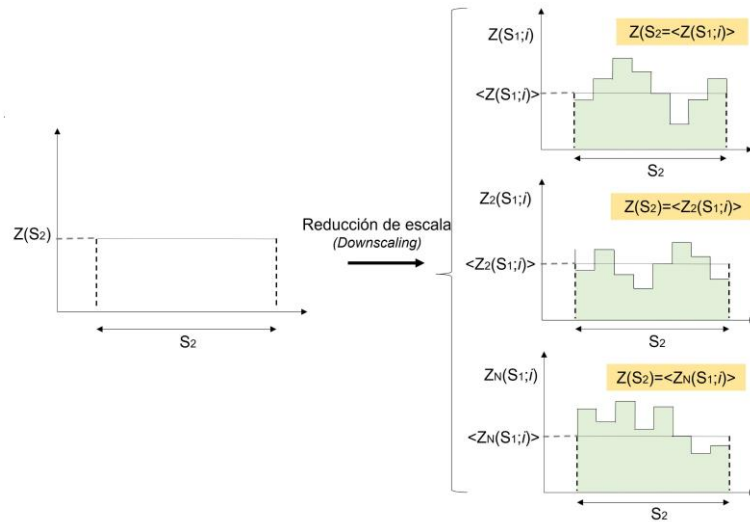 Z(S2)
S2
Reducción de escala
(Downscaling)
Z(S1;i)
Z(S2=<Z(S1;i)>
<Z(S1;i)>
S2
Z2(S1;i)
Z(S2)=<Z2(S1;i)>
<Z2(S1;i)>
S2
ZN(S1;i)
Z(S2)=<ZN(S1;i)>
<ZN(S1;i)>
S2